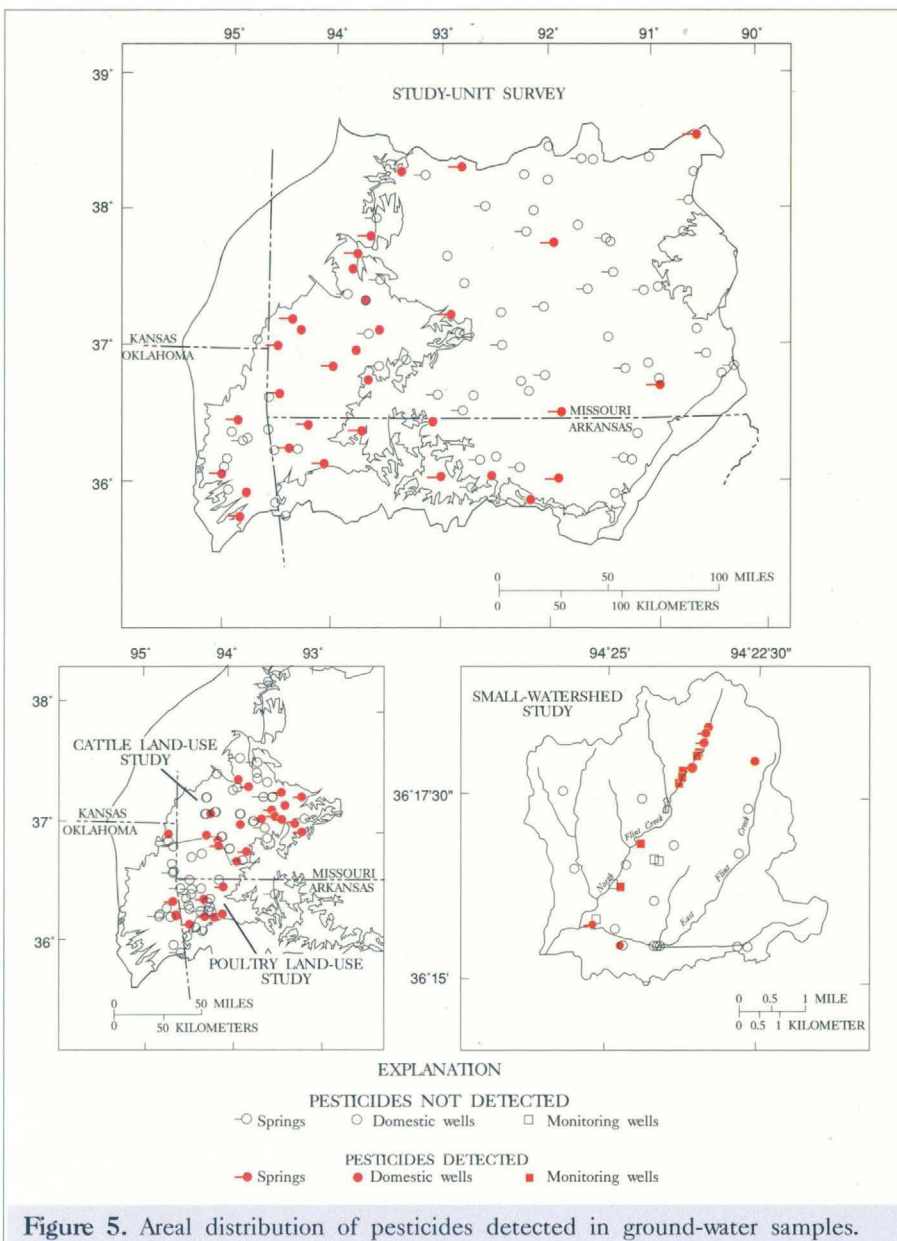 95° 94° 93° 92° 91° 90°
39°
STUDY-UNIT SURVEY
38°
KANSAS
37°
OKLAHOMA
MISSOURI
ARKANSAS
36°
0 50 100 MILES
0 50 100 KILOMETERS
95° 94° 93°
38°
CATTLE LAND-USE
STUDY
KANSAS
37°
OKLAHOMA
MISSOURI
ARKANSAS
36°
POULTRY LAND-USE
STUDY
0 50 MILES
0 50 KILOMETERS
94°25" 94°22'30"
SMALL-WATERSHED
STUDY
36°17'30"
North Flint Creek
East Flint Creek
36°15'
0 0.5 1 MILE
0 0.5 1 KILOMETER
EXPLANATION
PESTICIDES NOT DETECTED
Springs Domestic wells Monitoring wells
PESTICIDES DETECTED
Springs Domestic wells Monitoring wells
Figure 5. Areal distribution of pesticides detected in ground-water samples.